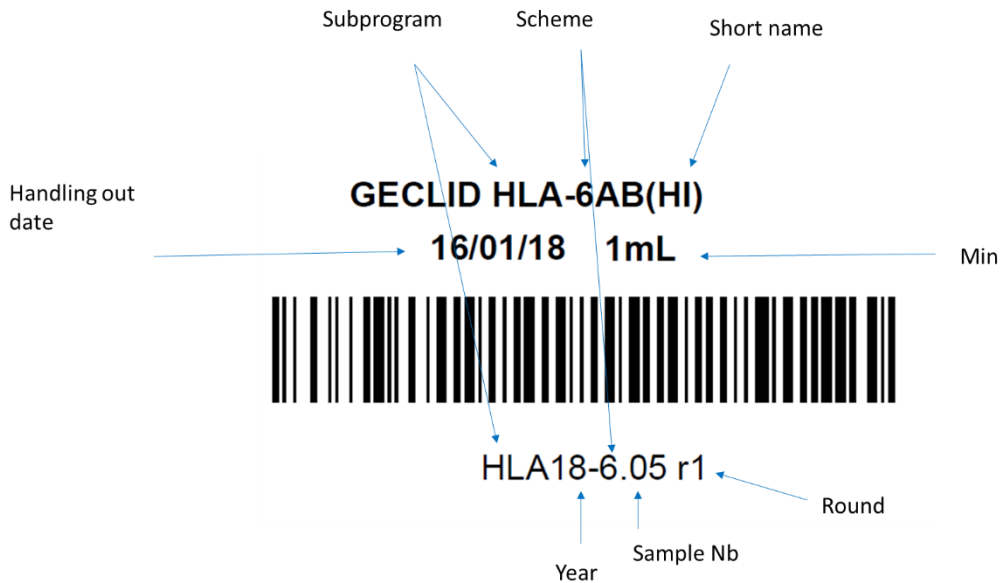 Subprogram
Scheme
Short name
Handling out
date
GECLID HLA-6AB(HI)
16/01/18 1mL
Min
HLA18-6.05 r1
Round
Sample Nb
Year